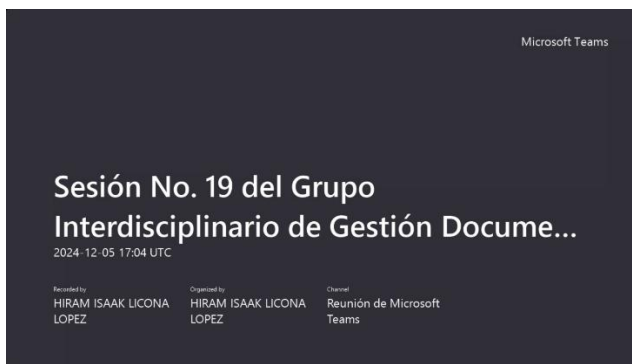 Microsoft Teams
Sesión No. 19 del Grupo
Interdisciplinario de Gestión Docume...
2024-12-05 17:04 UTC
Recorded by
HIRAM ISAAK LICONA
LOPEZ
Organized by
HIRAM ISAAK LICONA
LOPEZ
Channel
Reunión de Microsoft
Teams